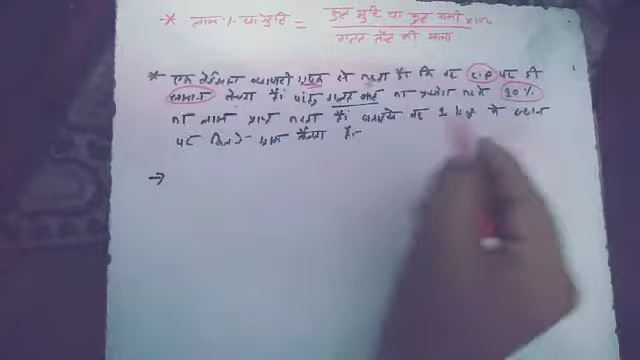 * लाभ % या त्रुटि = कुल त्रुटि या कुल कमी ×100
गलत तौल की मात्रा
* एक बेईमान व्यापारी ग्राहक से कहता है कि वह C.P पर ही
सामान बेचता है। परंतु गलत बाट का प्रयोग करके 20%
का लाभ प्राप्त करता है। बताइये वह 1 kg के स्थान
पर कितने ग्राम तौलता है।
→